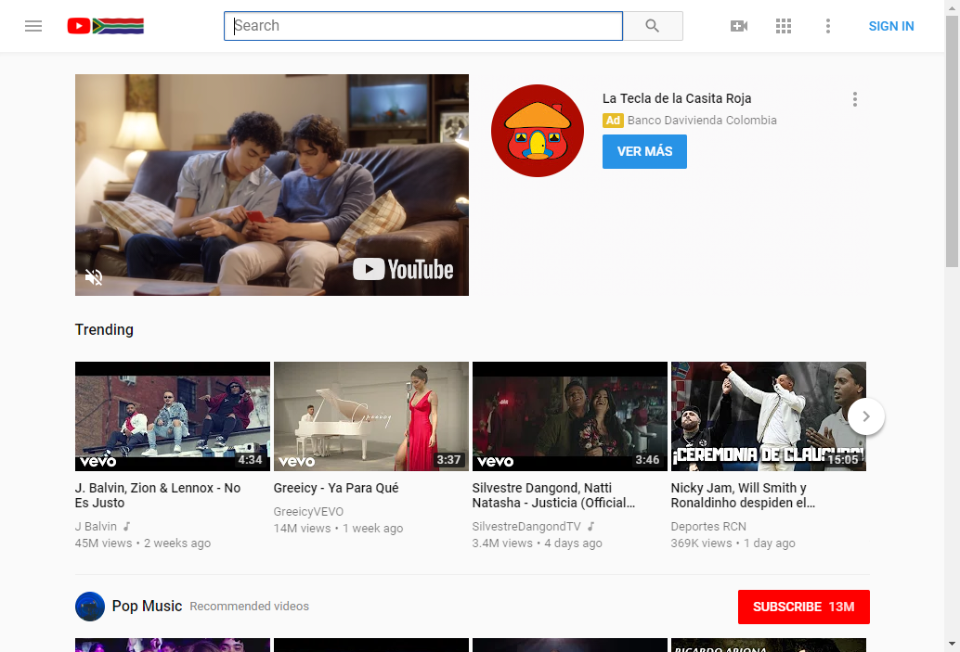 Search
SIGN IN
YouTube
La Tecla de la Casita Roja
Ad Banco Davivienda Colombia
VER MÁS
Trending
vevo 4:34
Greeicy
vevo 3:37
vevo 3:46
¡CEREMONIA DE CLAUSURA!
15:05
J. Balvin, Zion & Lennox - No
Es Justo
J Balvin
45M views • 2 weeks ago
Greeicy - Ya Para Qué
GreeicyVEVO
14M views • 1 week ago
Silvestre Dangond, Natti
Natasha - Justicia (Official...
SilvestreDangondTV
3.4M views • 4 days ago
Nicky Jam, Will Smith y
Ronaldinho despiden el...
Deportes RCN
369K views • 1 day ago
Pop Music Recommended videos
SUBSCRIBE 13M
RICARDO ARJONA